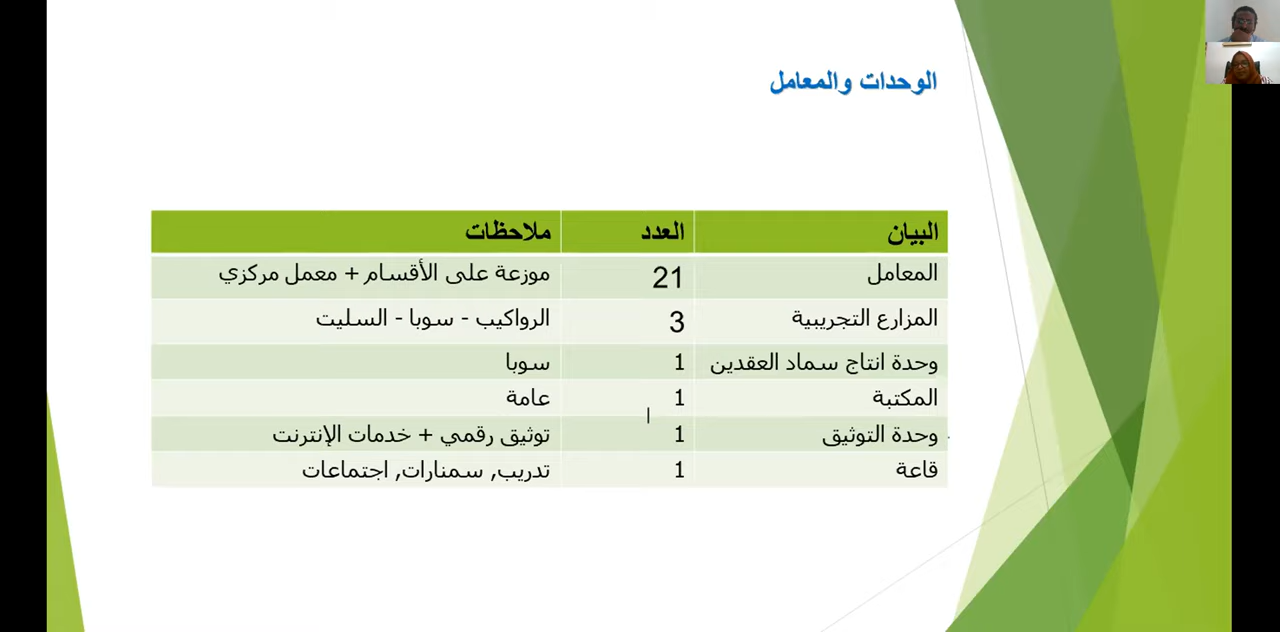 الوحدات والمعامل
البيان العدد ملاحظات
المعامل 21 موزعة على الأقسام + معمل مركزي
المزارع التجريبية 3 الرواكيب - سوبا - السليت
وحدة انتاج سماد العقدين 1 سوبا
المكتبة 1 عامة
وحدة التوثيق 1 توثيق رقمي + خدمات الإنترنت
قاعة 1 تدريب, سمنارات, اجتماعات